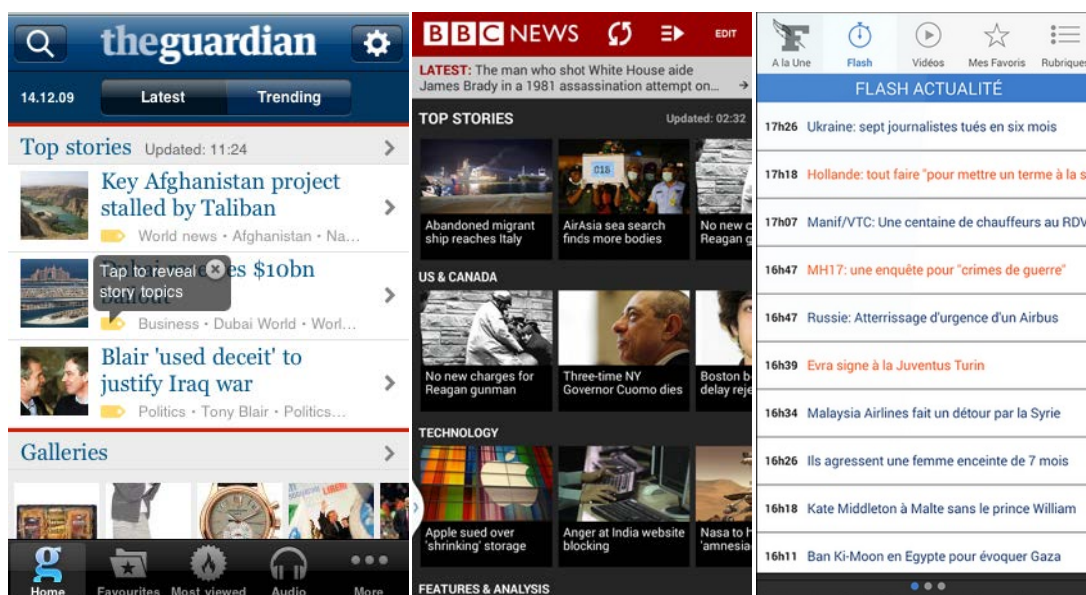 theguardian
14.12.09
Latest
Trending
Top stories Updated: 11:24
Key Afghanistan project
stalled by Taliban
World news • Afghanistan • Na...
es $10bn
Tap to reveal
story topics
Business • Dubai World • Worl...
Blair 'used deceit' to
justify Iraq war
Politics • Tony Blair • Politics...
Galleries
g
Home
Favourites
Most viewed
Audio
More
BBC NEWS
EDIT
LATEST: The man who shot White House aide
James Brady in a 1981 assassination attempt on...
TOP STORIES
Updated: 02:32
Abandoned migrant
ship reaches Italy
AirAsia sea search
finds more bodies
No new c
Reagan g
US & CANADA
No new charges for
Reagan gunman
Three-time NY
Governor Cuomo dies
Boston b
delay reje
TECHNOLOGY
Apple sued over
'shrinking' storage
Anger at India website
blocking
Nasa to h
'amnesia
FEATURES & ANALYSIS
A la Une
Flash
Vidéos
Mes Favoris
Rubriques
FLASH ACTUALITÉ
17h26 Ukraine: sept journalistes tués en six mois
17h18 Hollande: tout faire "pour mettre un terme à la s
17h07 Manif/VTC: Une centaine de chauffeurs au RDV
16h47 MH17: une enquête pour "crimes de guerre"
16h47 Russie: Atterrissage d'urgence d'un Airbus
16h39 Evra signe à la Juventus Turin
16h34 Malaysia Airlines fait un détour par la Syrie
16h26 Ils agressent une femme enceinte de 7 mois
16h18 Kate Middleton à Malte sans le prince William
16h11 Ban Ki-Moon en Egypte pour évoquer Gaza